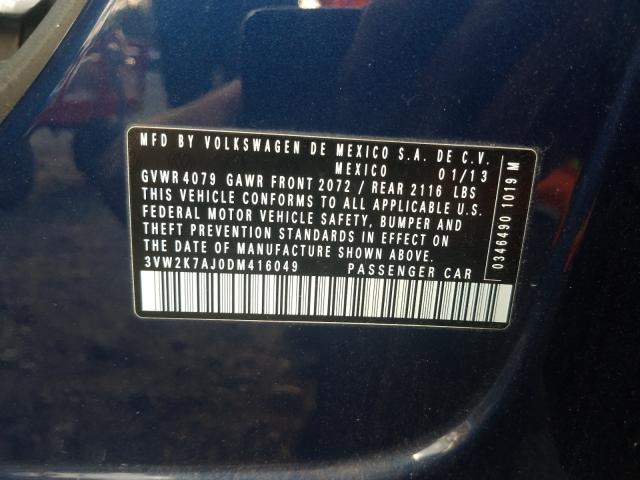 MFD BY VOLKSWAGEN DE MEXICO S.A. DE C.V.
MEXICO 01/13
GVWR 4079 GAWR FRONT 2072 / REAR 2116 LBS
THIS VEHICLE CONFORMS TO ALL APPLICABLE U.S.
FEDERAL MOTOR VEHICLE SAFETY, BUMPER AND
THEFT PREVENTION STANDARDS IN EFFECT ON
THE DATE OF MANUFACTURE SHOWN ABOVE.
3VW2K7AJ0DM416049 PASSENGER CAR
0346490 1019 M